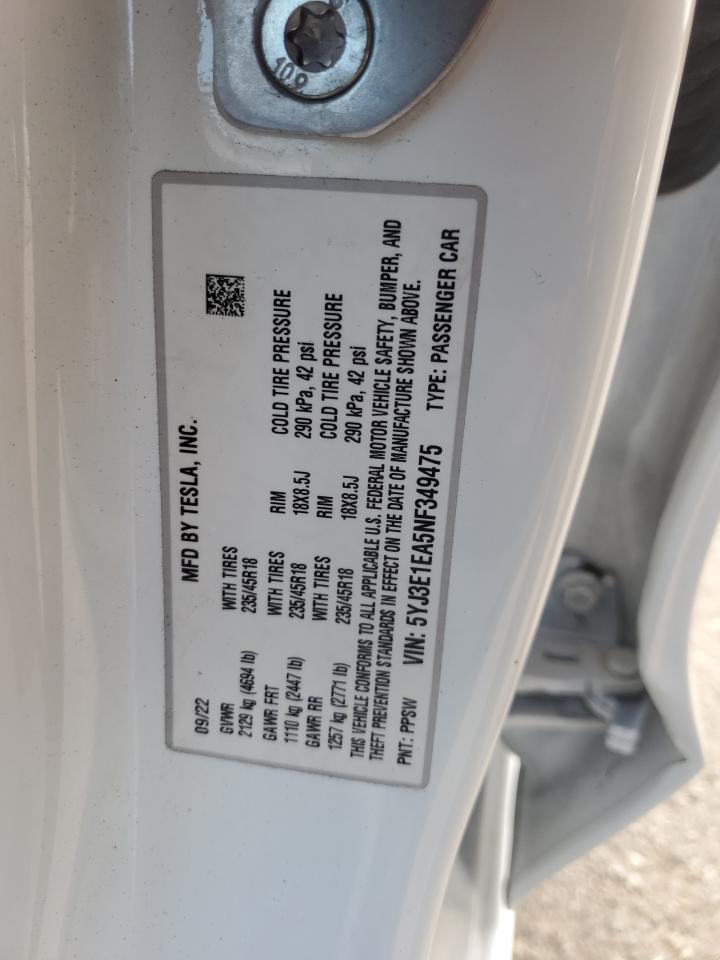 10.9
MFD BY TESLA, INC.
09/22
GVWR WITH TIRES RIM COLD TIRE PRESSURE
2129 kg (4694 lb) 235/45R18 18X8.5J 290 kPa, 42 psi
GAWR FRT WITH TIRES RIM COLD TIRE PRESSURE
1110 kg (2447 lb) 235/45R18 18X8.5J 290 kPa, 42 psi
GAWR RR WITH TIRES
1257 kg (2771 lb) 235/45R18
THIS VEHICLE CONFORMS TO ALL APPLICABLE U.S. FEDERAL MOTOR VEHICLE SAFETY, BUMPER, AND
THEFT PREVENTION STANDARDS IN EFFECT ON THE DATE OF MANUFACTURE SHOWN ABOVE.
PNT: PPSW VIN: 5YJ3E1EA5NF349475 TYPE: PASSENGER CAR